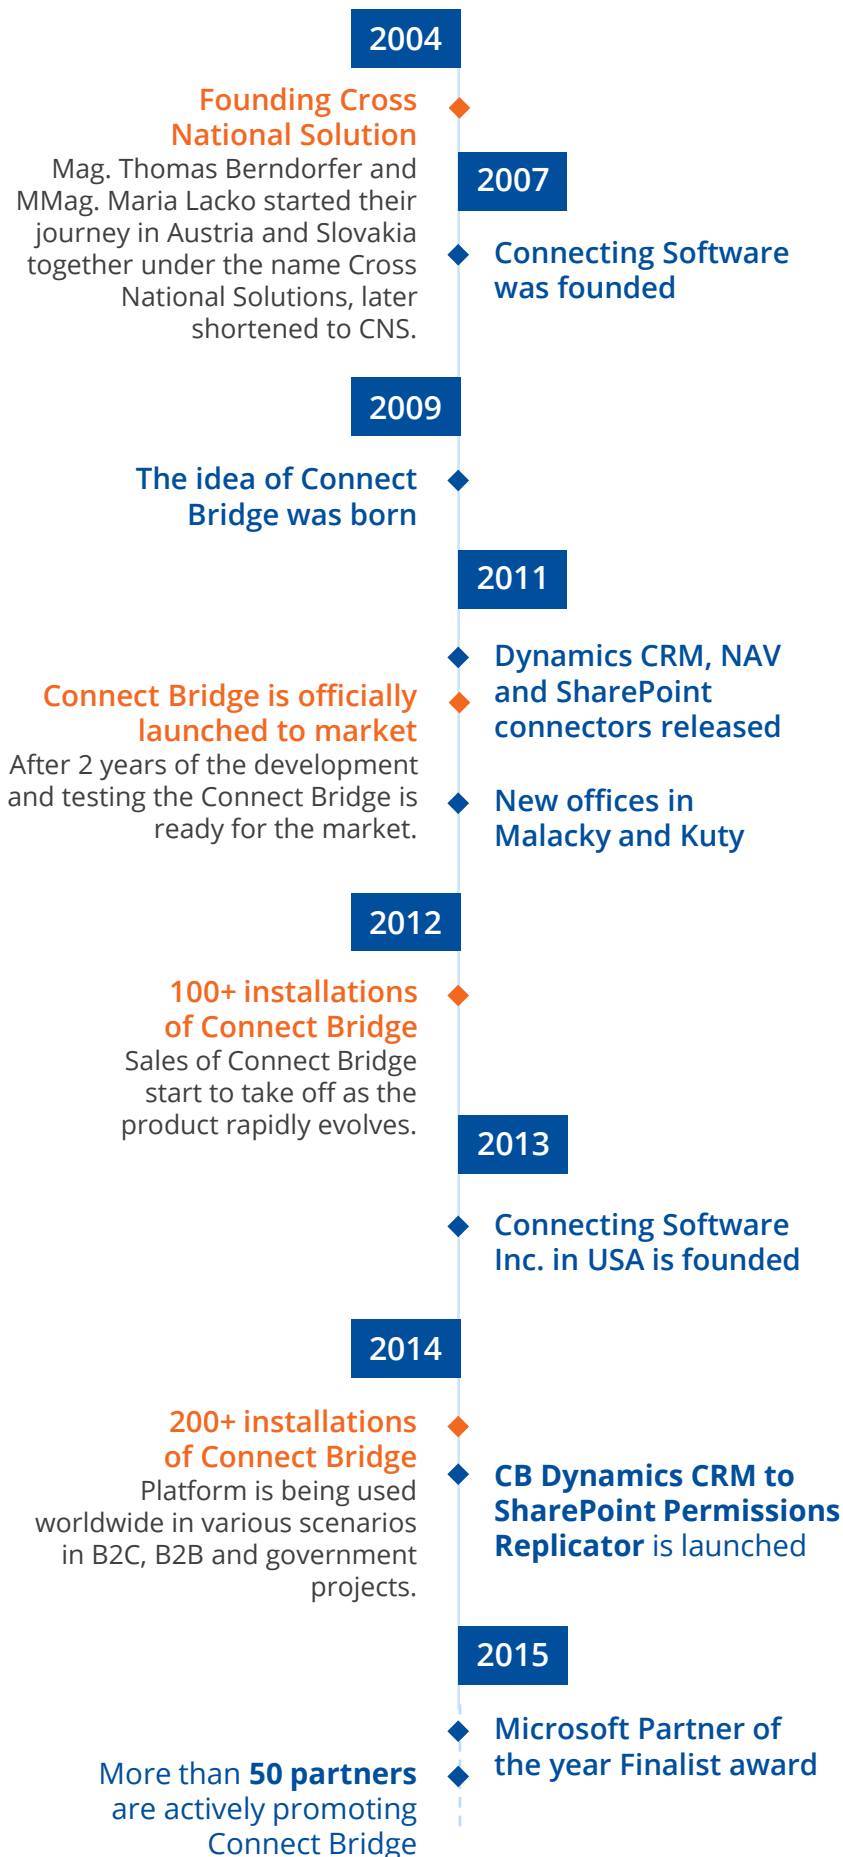 2004
Founding Cross
National Solution
Mag. Thomas Berndorfer and
MMag. Maria Lacko started their
journey in Austria and Slovakia
together under the name Cross
National Solutions, later
shortened to CNS.
2007
Connecting Software
was founded
2009
The idea of Connect
Bridge was born
2011
Dynamics CRM, NAV
and SharePoint
connectors released
Connect Bridge is officially
launched to market
After 2 years of the development
and testing the Connect Bridge is
ready for the market.
New offices in
Malacky and Kuty
2012
100+ installations
of Connect Bridge
Sales of Connect Bridge
start to take off as the
product rapidly evolves.
2013
Connecting Software
Inc. in USA is founded
2014
200+ installations
of Connect Bridge
Platform is being used
worldwide in various scenarios
in B2C, B2B and government
projects.
CB Dynamics CRM to
SharePoint Permissions
Replicator is launched
2015
Microsoft Partner of
the year Finalist award
More than 50 partners
are actively promoting
Connect Bridge